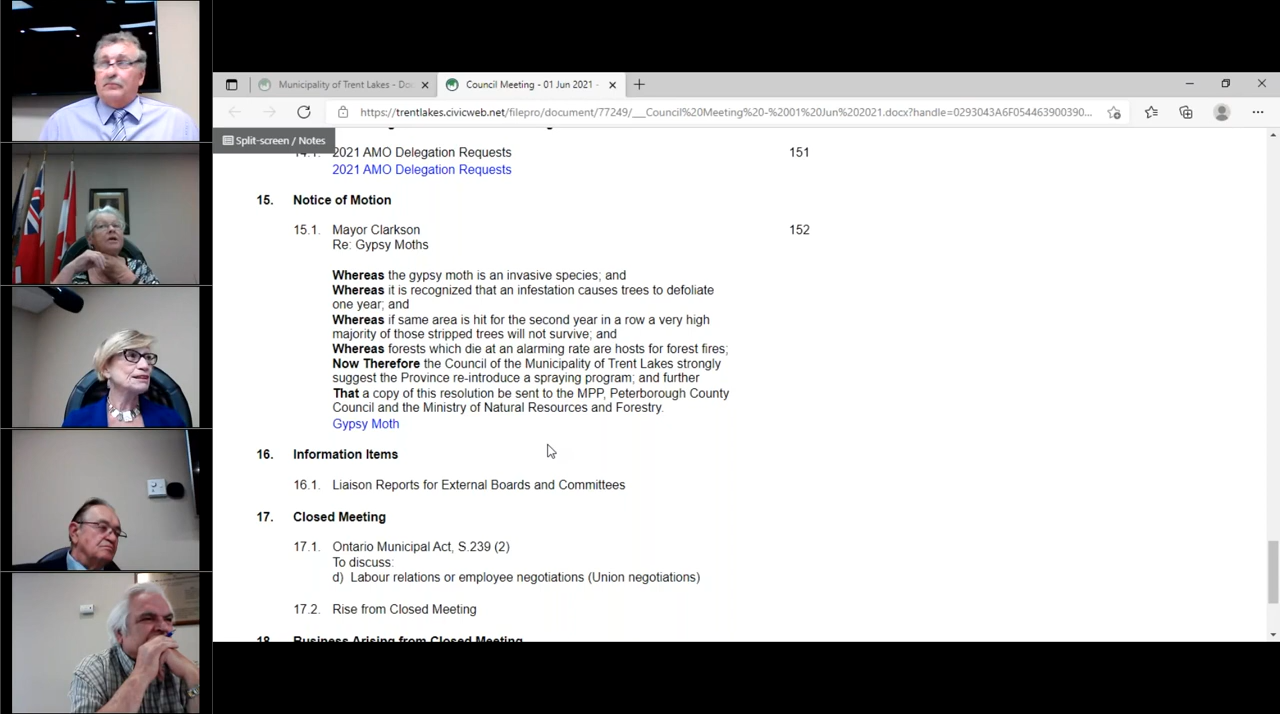 Municipality of Trent Lakes - Do
Council Meeting - 01 Jun 2021 -
https://trentlakes.civicweb.net/filepro/document/77249/__Council%20Meeting%20-%2001%20Jun%202021.docx?handle=0293043A6F054463900390...
Split-screen / Notes
14.1. 2021 AMO Delegation Requests 151
2021 AMO Delegation Requests
15. Notice of Motion
15.1. Mayor Clarkson 152
Re: Gypsy Moths
Whereas the gypsy moth is an invasive species; and
Whereas it is recognized that an infestation causes trees to defoliate
one year; and
Whereas if same area is hit for the second year in a row a very high
majority of those stripped trees will not survive; and
Whereas forests which die at an alarming rate are hosts for forest fires;
Now Therefore the Council of the Municipality of Trent Lakes strongly
suggest the Province re-introduce a spraying program; and further
That a copy of this resolution be sent to the MPP, Peterborough County
Council and the Ministry of Natural Resources and Forestry.
Gypsy Moth
16. Information Items
16.1. Liaison Reports for External Boards and Committees
17. Closed Meeting
17.1. Ontario Municipal Act, S.239 (2)
To discuss:
d) Labour relations or employee negotiations (Union negotiations)
17.2. Rise from Closed Meeting
18. Business Arising from Closed Meeting